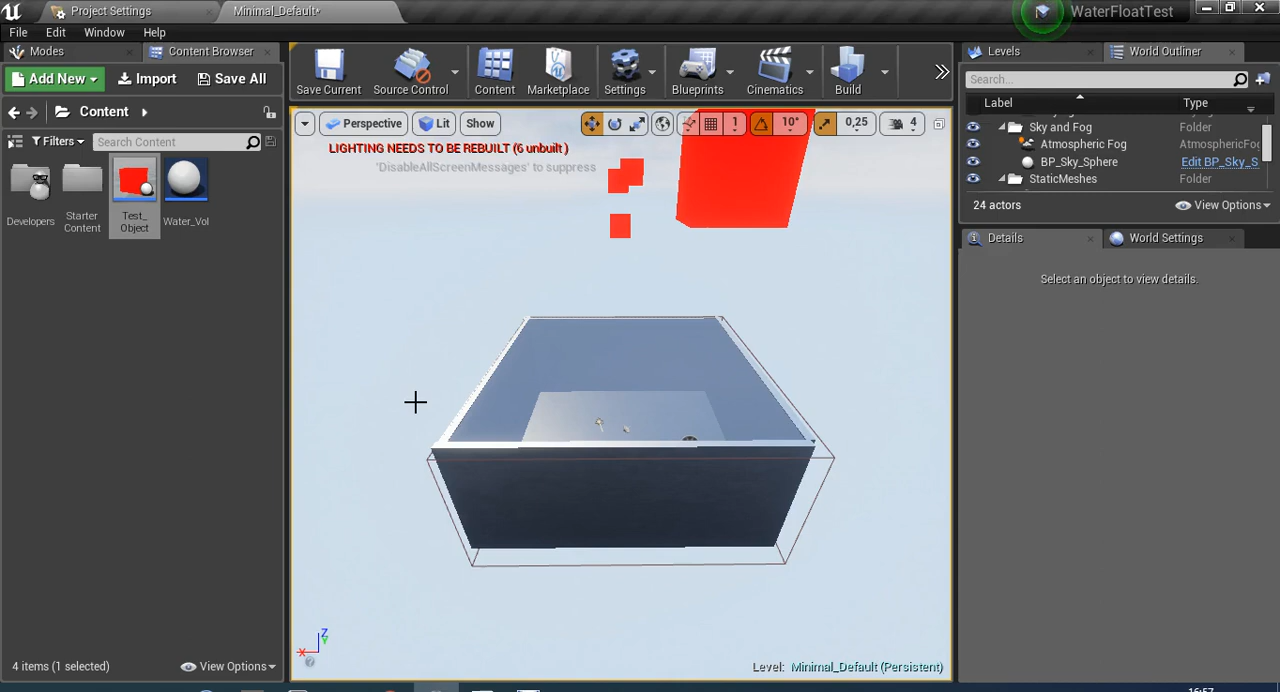 Project Settings
Minimal_Default*
WaterFloatTest
File Edit Window Help
Modes
Content Browser
Levels
World Outliner
Add New
Import
Save All
Save Current
Source Control
Content
Marketplace
Settings
Blueprints
Cinematics
Build
Search...
Label Type
Content
Filters
Search Content
Perspective
Lit
Show
1
10°
0,25
4
LIGHTING NEEDS TO BE REBUILT (6 unbuilt )
'DisableAllScreenMessages' to suppress
Sky and Fog Folder
Atmospheric Fog AtmosphericFog
BP_Sky_Sphere Edit BP_Sky_S
StaticMeshes Folder
24 actors
View Options
Developers
Starter
Content
Test_
Object
Water_Vol
Details
World Settings
Select an object to view details.
X
Z
Y
4 items (1 selected)
View Options
Level: Minimal_Default (Persistent)